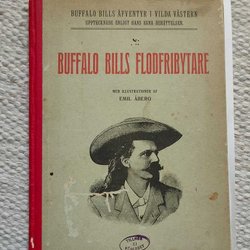 BUFFALO BILLS ÄFVENTYR I VILDA VÄSTERN
UPPTECKNADE ENLIGT HANS EGNA BERÄTTELSER.
BUFFALO BILLS FLODFRIBYTARE
MED ILLUSTRATIONER AF
EMIL ÅBERG